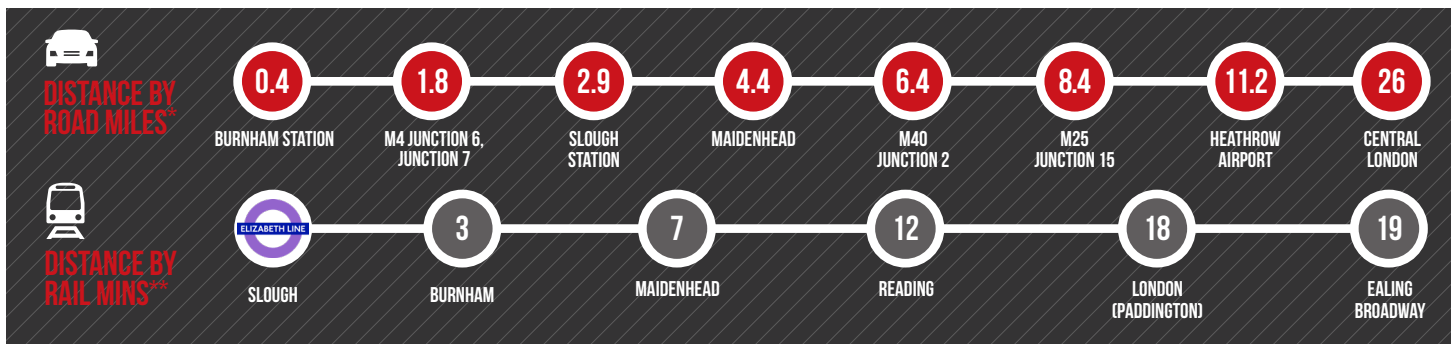 DISTANCE BY
ROAD MILES*
0.4
1.8
2.9
4.4
6.4
8.4
11.2
26
BURNHAM STATION
M4 JUNCTION 6,
JUNCTION 7
SLOUGH
STATION
MAIDENHEAD
M40
JUNCTION 2
M25
JUNCTION 15
HEATHROW
AIRPORT
CENTRAL
LONDON
DISTANCE BY
RAIL MINS**
ELIZABETH LINE
3
7
12
18
19
SLOUGH
BURNHAM
MAIDENHEAD
READING
LONDON
(PADDINGTON)
EALING
BROADWAY